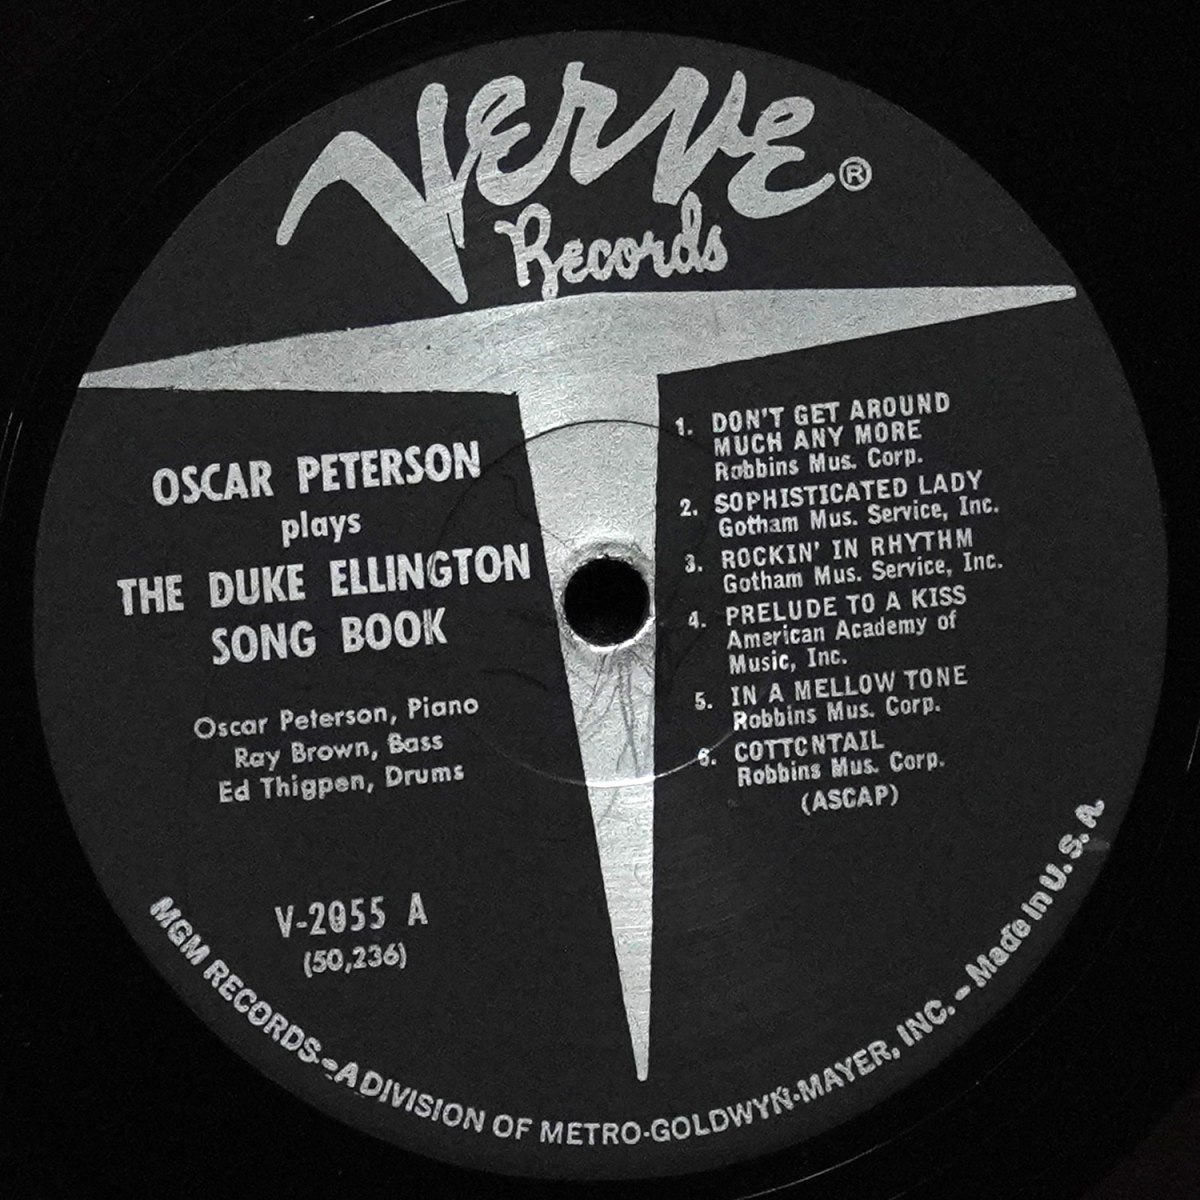 Verve®
Records
OSCAR PETERSON
plays
THE DUKE ELLINGTON
SONG BOOK
Oscar Peterson, Piano
Ray Brown, Bass
Ed Thigpen, Drums
V-2055 A
(50,236)
1. DON'T GET AROUND
MUCH ANY MORE
Robbins Mus. Corp.
2. SOPHISTICATED LADY
Gotham Mus. Service, Inc.
3. ROCKIN' IN RHYTHM
Gotham Mus. Service, Inc.
4. PRELUDE TO A KISS
American Academy of
Music, Inc.
5. IN A MELLOW TONE
Robbins Mus. Corp.
6. COTTONTAIL
Robbins Mus. Corp.
(ASCAP)
MGM RECORDS - A DIVISION OF METRO-GOLDWYN-MAYER, INC. - Made in U. S. A.